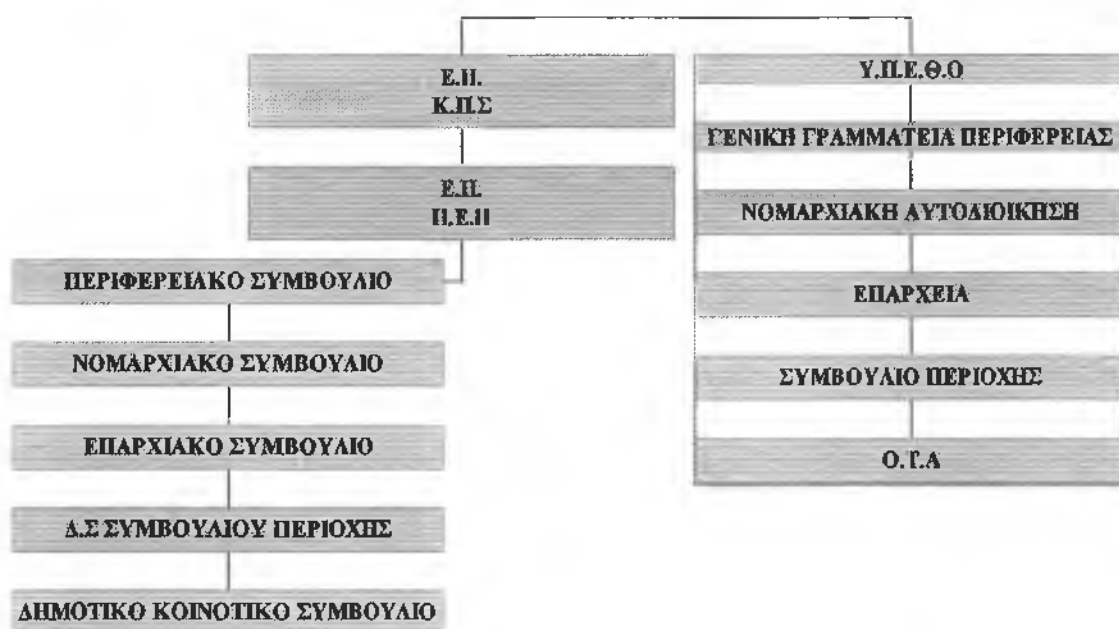 Ε.Π.
Κ.Π.Σ
Ε.Π.
Π.Ε.Π
ΠΕΡΙΦΕΡΕΙΑΚΟ ΣΥΜΒΟΥΛΙΟ
ΝΟΜΑΡΧΙΑΚΟ ΣΥΜΒΟΥΛΙΟ
ΕΠΑΡΧΙΑΚΟ ΣΥΜΒΟΥΛΙΟ
Δ.Σ ΣΥΜΒΟΥΛΙΟΥ ΠΕΡΙΟΧΗΣ
ΔΗΜΟΤΙΚΟ ΚΟΙΝΟΤΙΚΟ ΣΥΜΒΟΥΛΙΟ
Υ.Π.Ε.Θ.Ο
ΓΕΝΙΚΗ ΓΡΑΜΜΑΤΕΙΑ ΠΕΡΙΦΕΡΕΙΑΣ
ΝΟΜΑΡΧΙΑΚΗ ΑΥΤΟΔΙΟΙΚΗΣΗ
ΕΠΑΡΧΕΙΑ
ΣΥΜΒΟΥΛΙΟ ΠΕΡΙΟΧΗΣ
Ο.Τ.Α